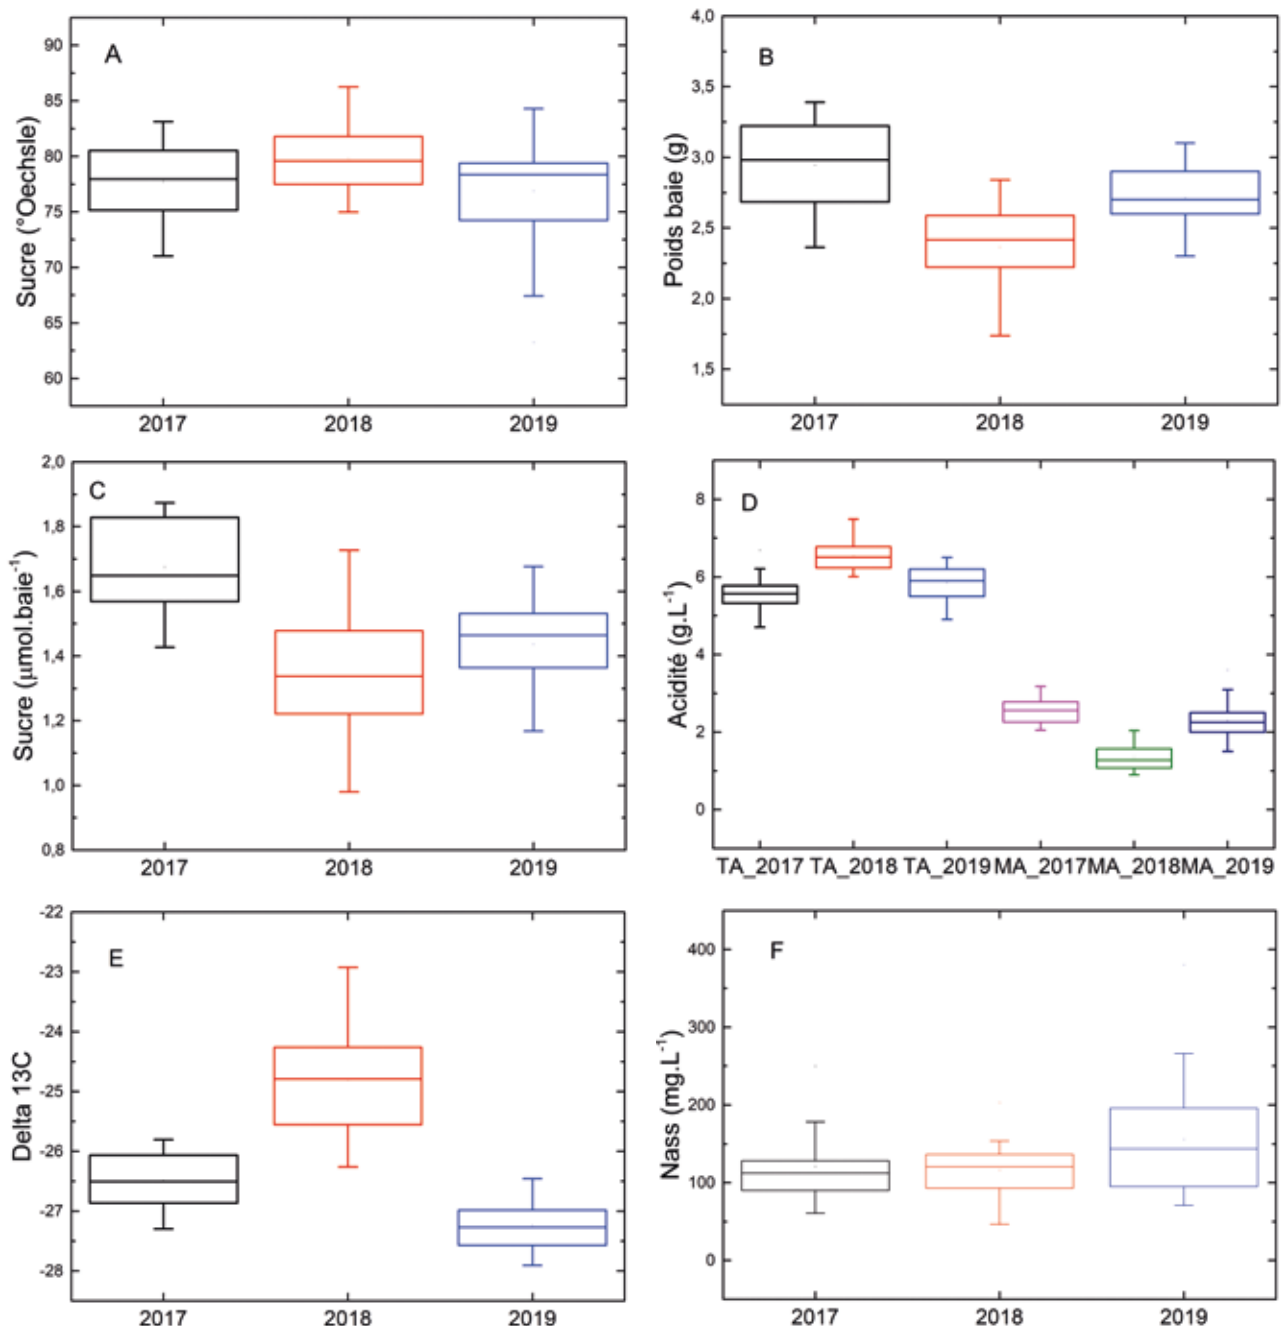 A
Sucre (°Oechsle)
90
85
80
75
70
65
60
2017 2018 2019
B
Poids baie (g)
4,0
3,5
3,0
2,5
2,0
1,5
2017 2018 2019
C
Sucre (µmol.baie⁻¹)
2,0
1,8
1,6
1,4
1,2
1,0
0,8
2017 2018 2019
D
Acidité (g.L⁻¹)
8
6
4
2
0
TA_2017 TA_2018 TA_2019 MA_2017 MA_2018 MA_2019
E
Delta 13C
-22
-23
-24
-25
-26
-27
-28
2017 2018 2019
F
Nass (mg.L⁻¹)
400
300
200
100
0
2017 2018 2019